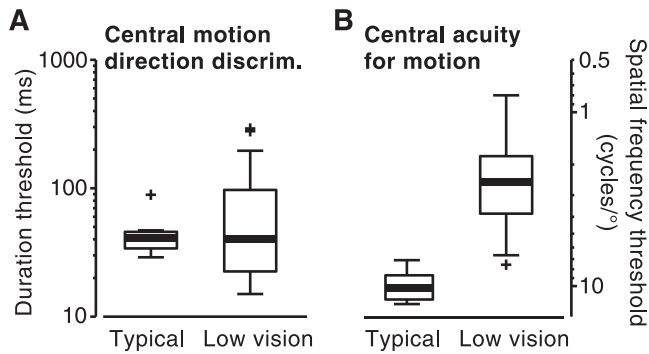 A
Central motion
direction discrim.
Duration threshold (ms)
1000
100
10
Typical
Low vision
B
Central acuity
for motion
0.5
1
10
Spatial frequency threshold
(cycles/°)
Typical
Low vision